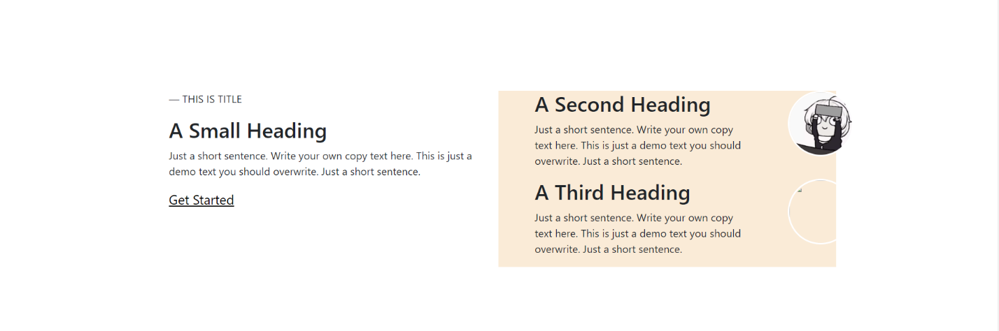 — THIS IS TITLE
A Small Heading
Just a short sentence. Write your own copy text here. This is just a
demo text you should overwrite. Just a short sentence.
Get Started
A Second Heading
Just a short sentence. Write your own copy
text here. This is just a demo text you should
overwrite. Just a short sentence.
A Third Heading
Just a short sentence. Write your own copy
text here. This is just a demo text you should
overwrite. Just a short sentence.